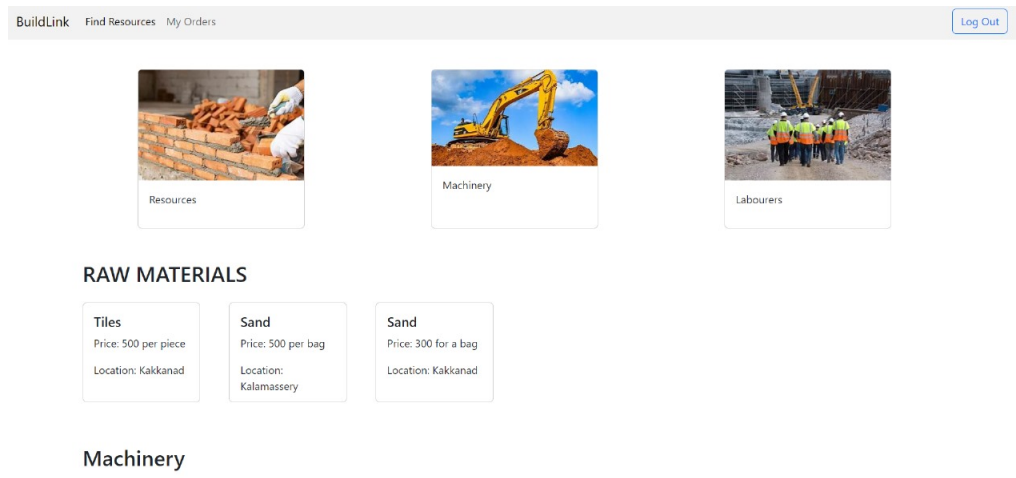 BuildLink Find Resources My Orders Log Out
Resources
Machinery
Labourers
RAW MATERIALS
Tiles
Price: 500 per piece
Location: Kakkanad
Sand
Price: 500 per bag
Location:
Kalamassery
Sand
Price: 300 for a bag
Location: Kakkanad
Machinery